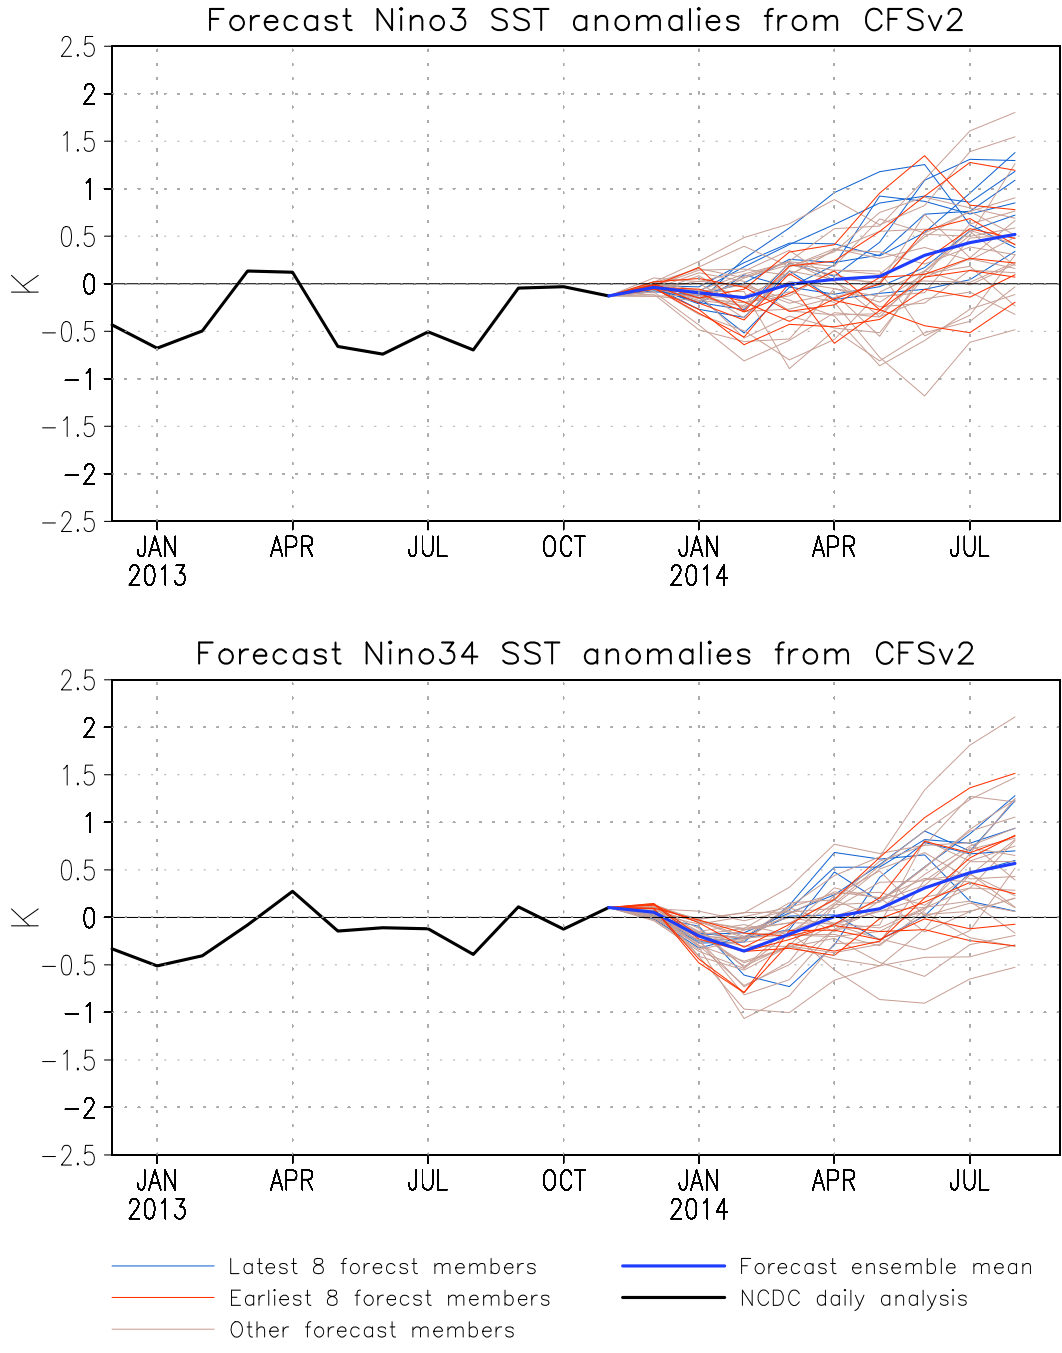 Forecast Nino3 SST anomalies from CFSv2
2.5
2
1.5
1
0.5
0
-0.5
-1
-1.5
-2
-2.5
K
JAN APR JUL OCT JAN APR JUL
2013 2014
Forecast Nino34 SST anomalies from CFSv2
2.5
2
1.5
1
0.5
0
-0.5
-1
-1.5
-2
-2.5
K
JAN APR JUL OCT JAN APR JUL
2013 2014
Latest 8 forecst members Forecast ensemble mean
Earliest 8 forecst members NCDC daily analysis
Other forecast members